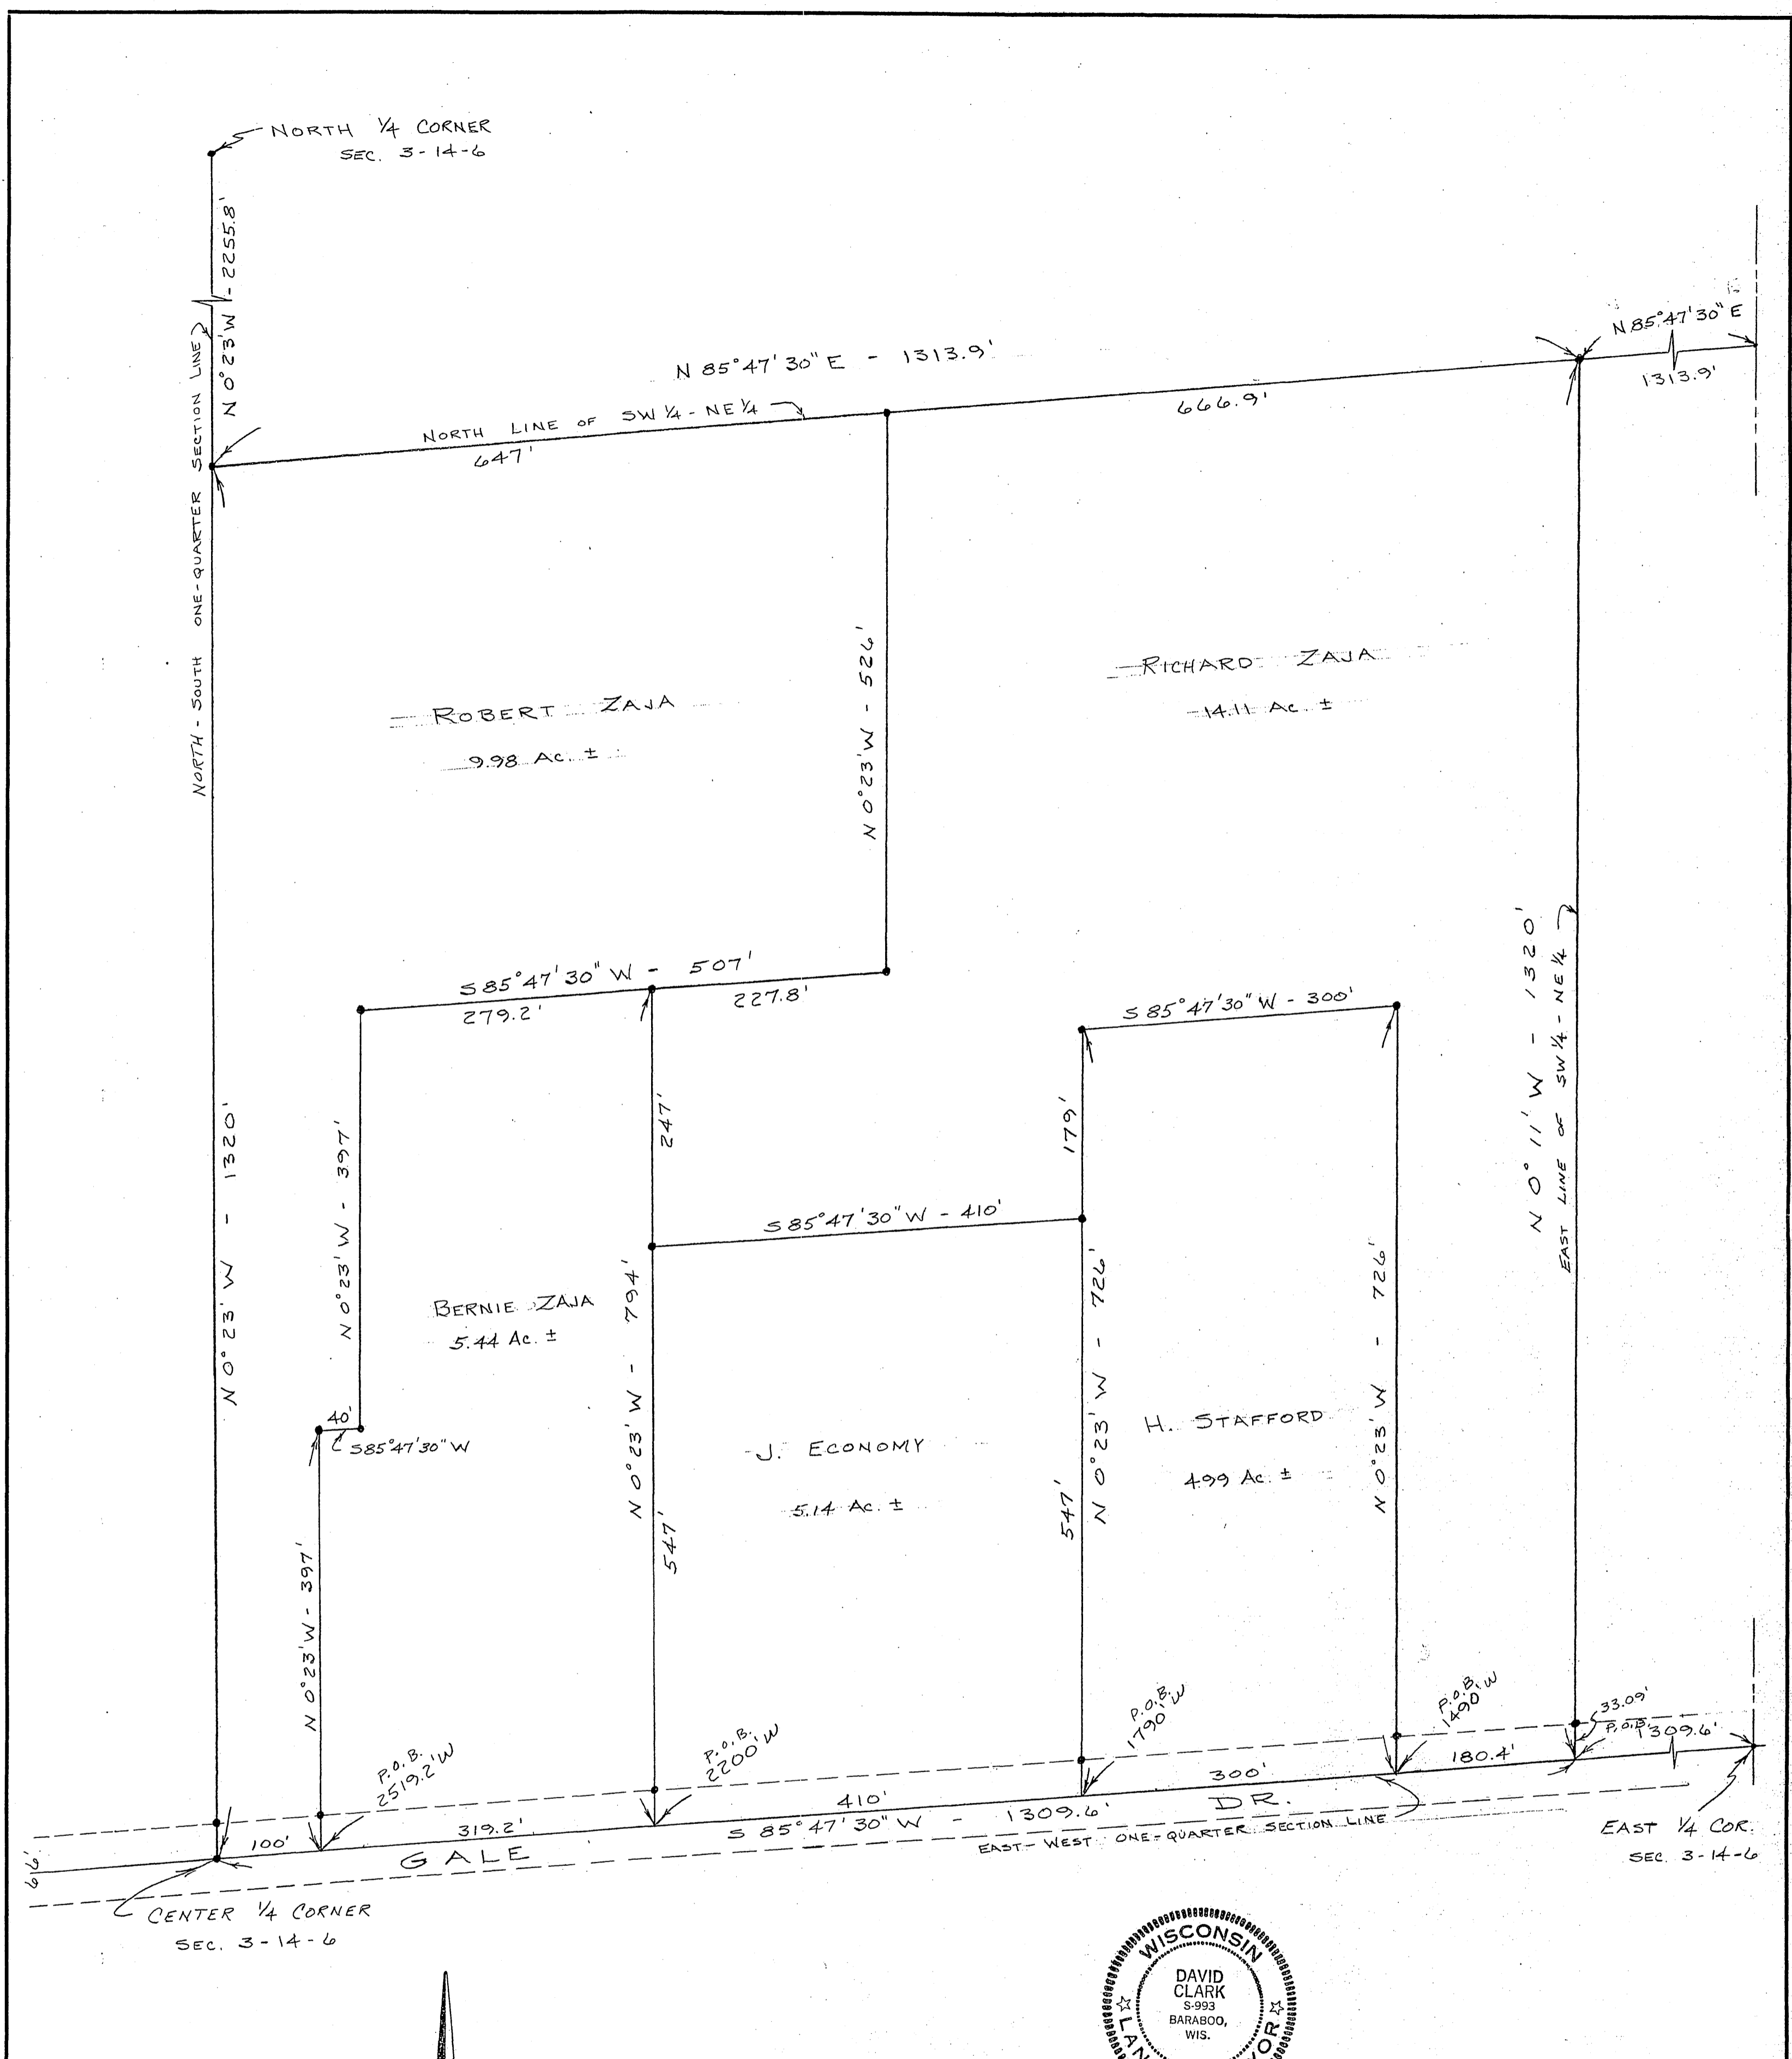 NORTH 1/4 CORNER
SEC. 3-14-6
N 0°23'W - 2255.8'
NORTH-SOUTH ONE-QUARTER SECTION LINE
N 85°47'30" E
1313.9'
N 85°47'30" E - 1313.9'
NORTH LINE OF SW 1/4 - NE 1/4
647'
666.9'
ROBERT ZAJA
9.98 Ac. ±
N 0°23'W - 526'
RICHARD ZAJA
14.11 Ac. ±
N 0° 11' W - 1320'
EAST LINE OF SW 1/4 - NE 1/4
S 85°47'30" W - 507'
279.2'
227.8'
S 85°47'30" W - 300'
N 0°23' W - 1320'
N 0°23'W - 397'
247'
179'
S 85°47'30" W - 410'
BERNIE ZAJA
5.44 Ac. ±
N 0°23'W - 794'
547'
J. ECONOMY
5.14 Ac. ±
547'
N 0°23'W - 726'
H. STAFFORD
4.99 Ac. ±
N 0°23'W - 726'
40'
S85°47'30" W
N 0°23'W - 397'
P.O.B.
2519.2' W
P.O.B.
2200' W
P.O.B.
1790' W
P.O.B.
1490' W
33.09'
P.O.B.
1309.6'
100'
319.2'
410'
300'
180.4'
S 85°47'30" W - 1309.6'
GALE DR.
EAST-WEST ONE-QUARTER SECTION LINE
66'
EAST 1/4 COR.
SEC. 3-14-6
CENTER 1/4 CORNER
SEC. 3-14-6
WISCONSIN
DAVID
CLARK
S-993
BARABOO,
WIS.